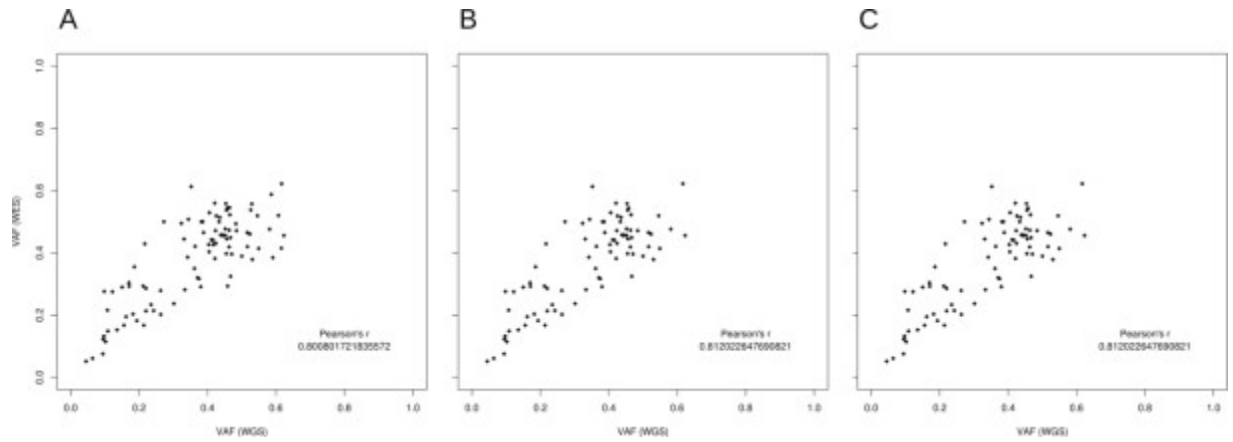 A
B
C
1.0
0.8
0.6
0.4
0.2
0.0
VAF (WES)
Pearson's r
0.800801721835572
Pearson's r
0.812022647690821
Pearson's r
0.812022647690821
0.0 0.2 0.4 0.6 0.8 1.0
0.0 0.2 0.4 0.6 0.8 1.0
0.0 0.2 0.4 0.6 0.8 1.0
VAF (WGS)
VAF (WGS)
VAF (WGS)